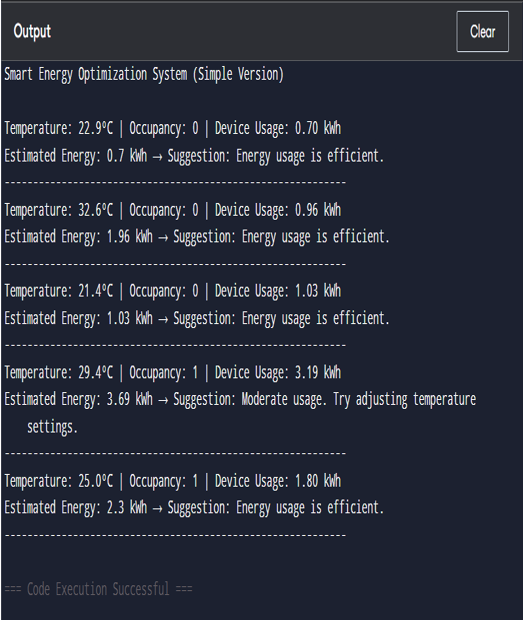 Output
Clear
Smart Energy Optimization System (Simple Version)
Temperature: 22.9°C | Occupancy: 0 | Device Usage: 0.70 kWh
Estimated Energy: 0.7 kWh → Suggestion: Energy usage is efficient.
------------------------------------------------------------
Temperature: 32.6°C | Occupancy: 0 | Device Usage: 0.96 kWh
Estimated Energy: 1.96 kWh → Suggestion: Energy usage is efficient.
------------------------------------------------------------
Temperature: 21.4°C | Occupancy: 0 | Device Usage: 1.03 kWh
Estimated Energy: 1.03 kWh → Suggestion: Energy usage is efficient.
------------------------------------------------------------
Temperature: 29.4°C | Occupancy: 1 | Device Usage: 3.19 kWh
Estimated Energy: 3.69 kWh → Suggestion: Moderate usage. Try adjusting temperature
settings.
------------------------------------------------------------
Temperature: 25.0°C | Occupancy: 1 | Device Usage: 1.80 kWh
Estimated Energy: 2.3 kWh → Suggestion: Energy usage is efficient.
------------------------------------------------------------
=== Code Execution Successful ===